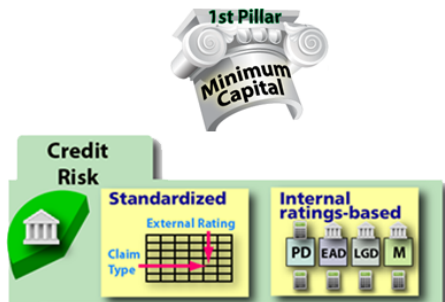 1st Pillar
Minimum
Capital
Credit
Risk
Standardized
External Rating
Claim
Type
Internal
ratings-based
PD
EAD
LGD
M